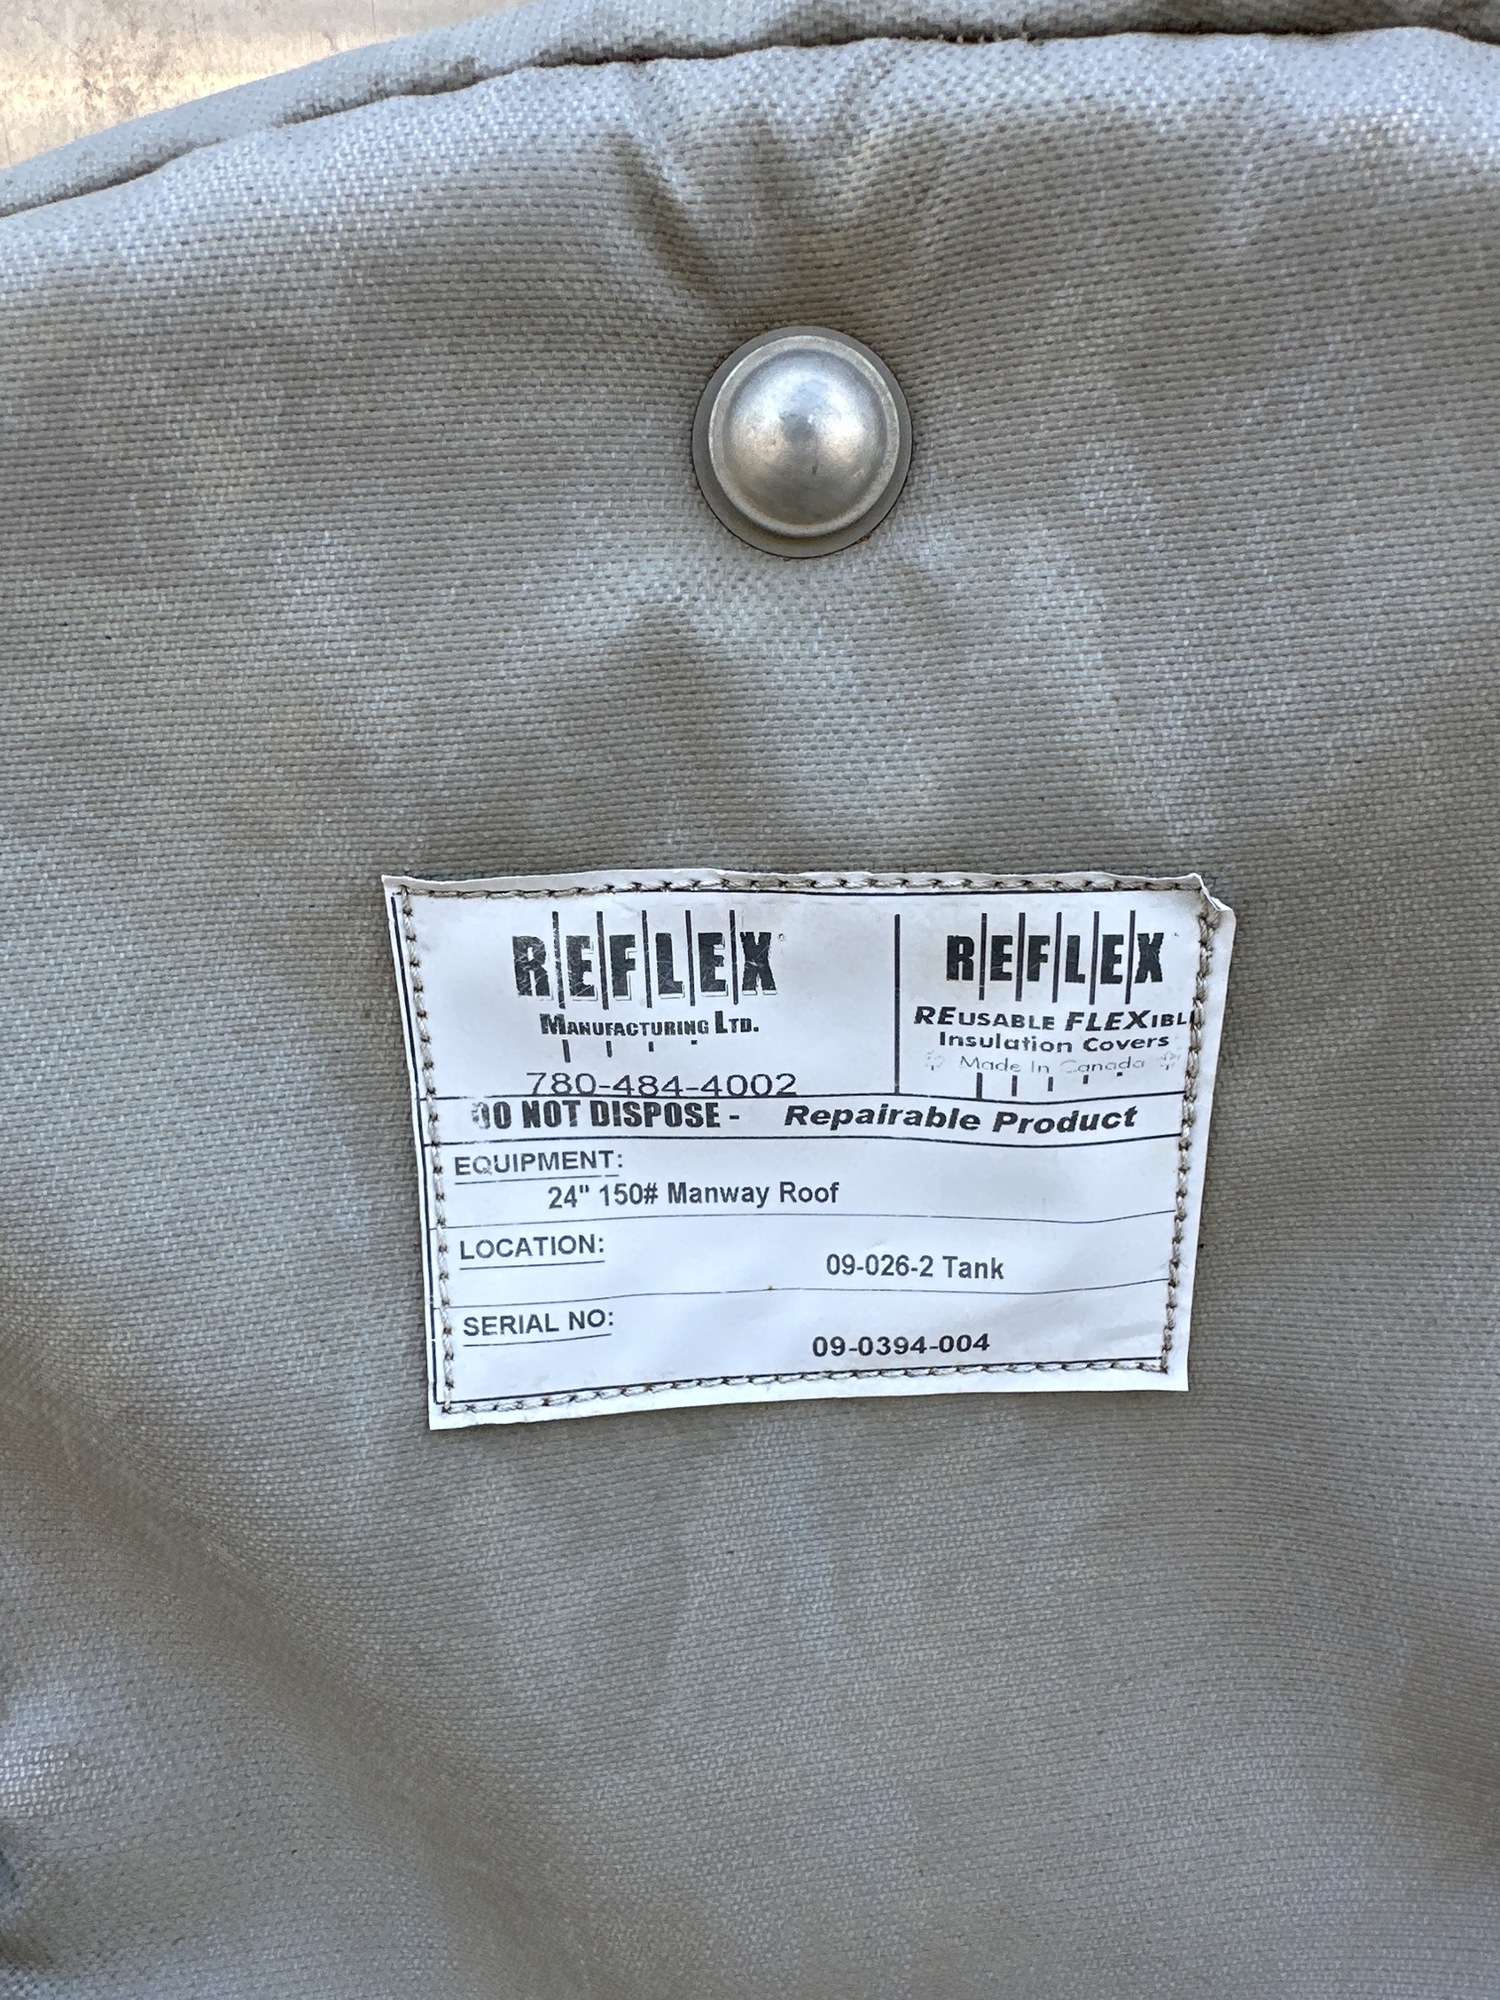 REFLEX
MANUFACTURING LTD.
780-484-4002
REFLEX
REUSABLE FLEXIBL
Insulation Covers
Made In Canada
DO NOT DISPOSE - Repairable Product
EQUIPMENT:
24" 150# Manway Roof
LOCATION:
09-026-2 Tank
SERIAL NO:
09-0394-004